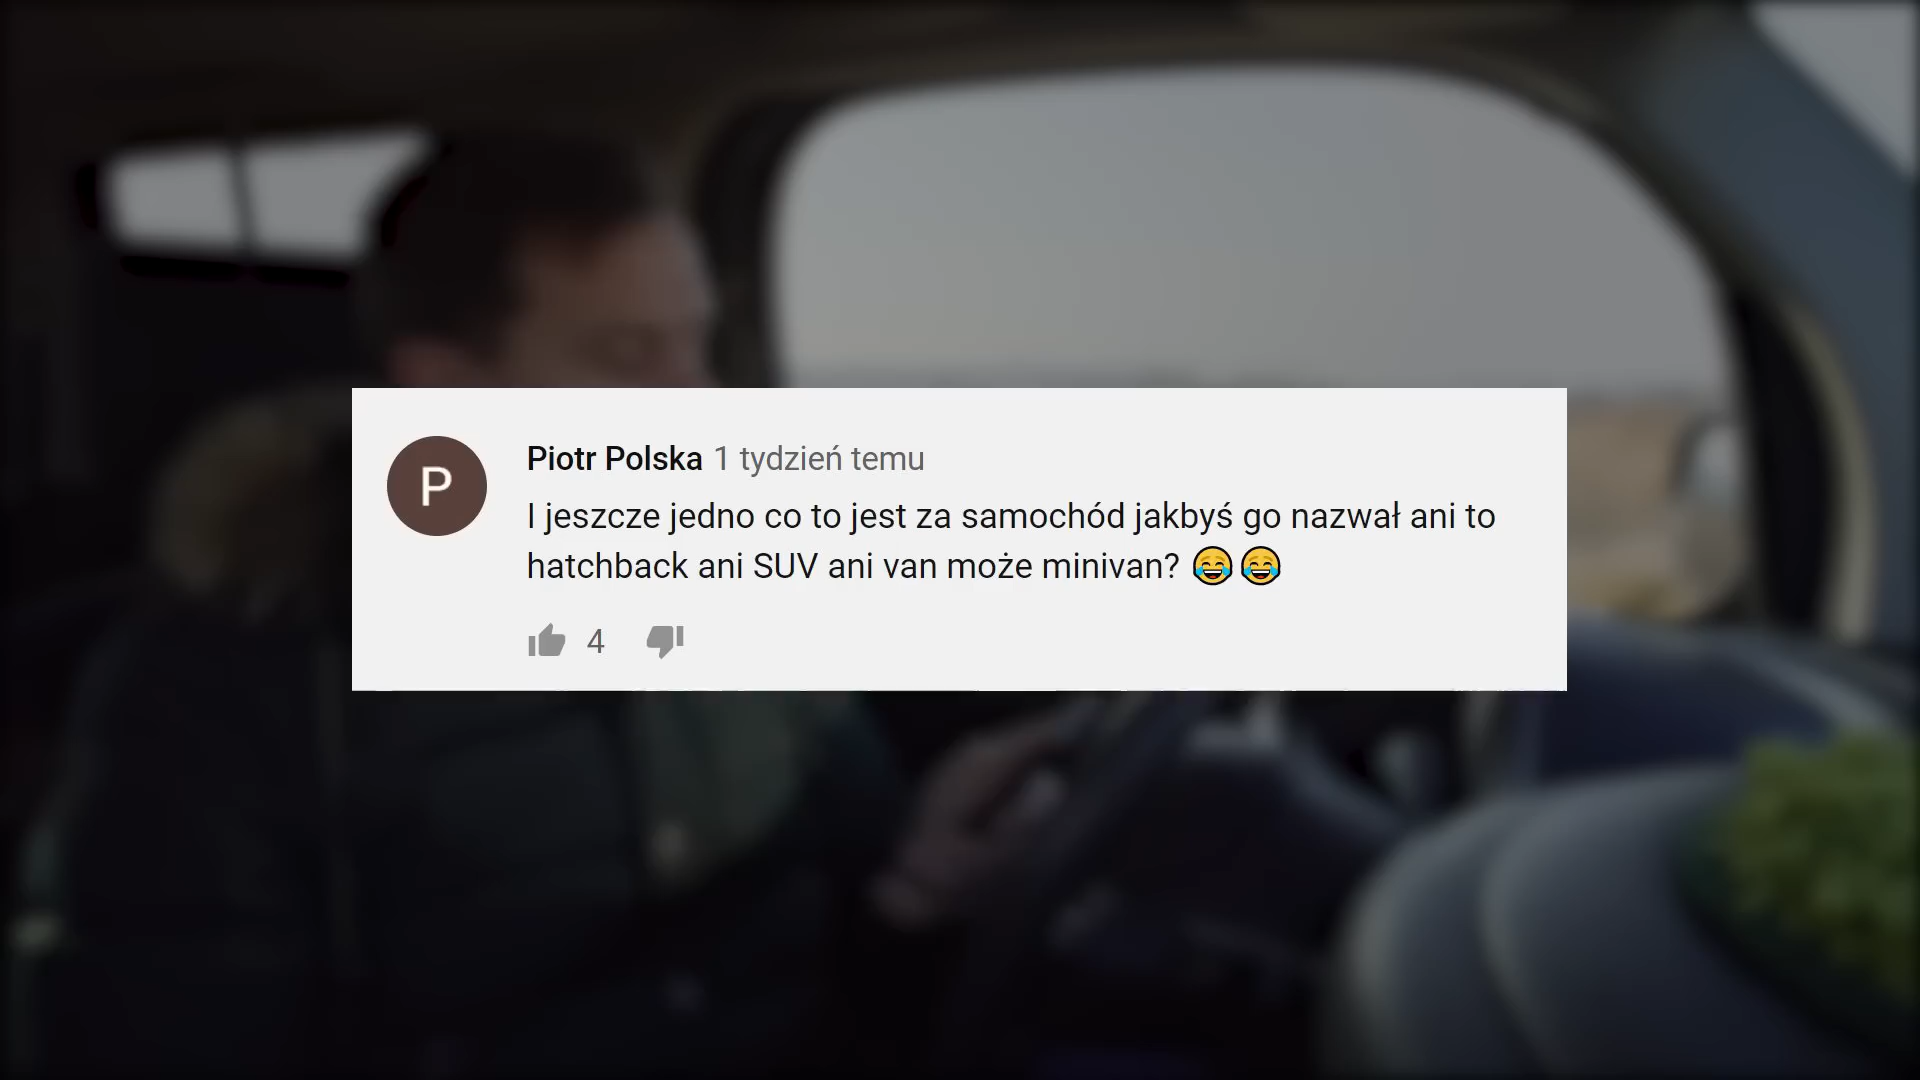 P
Piotr Polska 1 tydzień temu
I jeszcze jedno co to jest za samochód jakbyś go nazwał ani to
hatchback ani SUV ani van może minivan? 😂😂
4